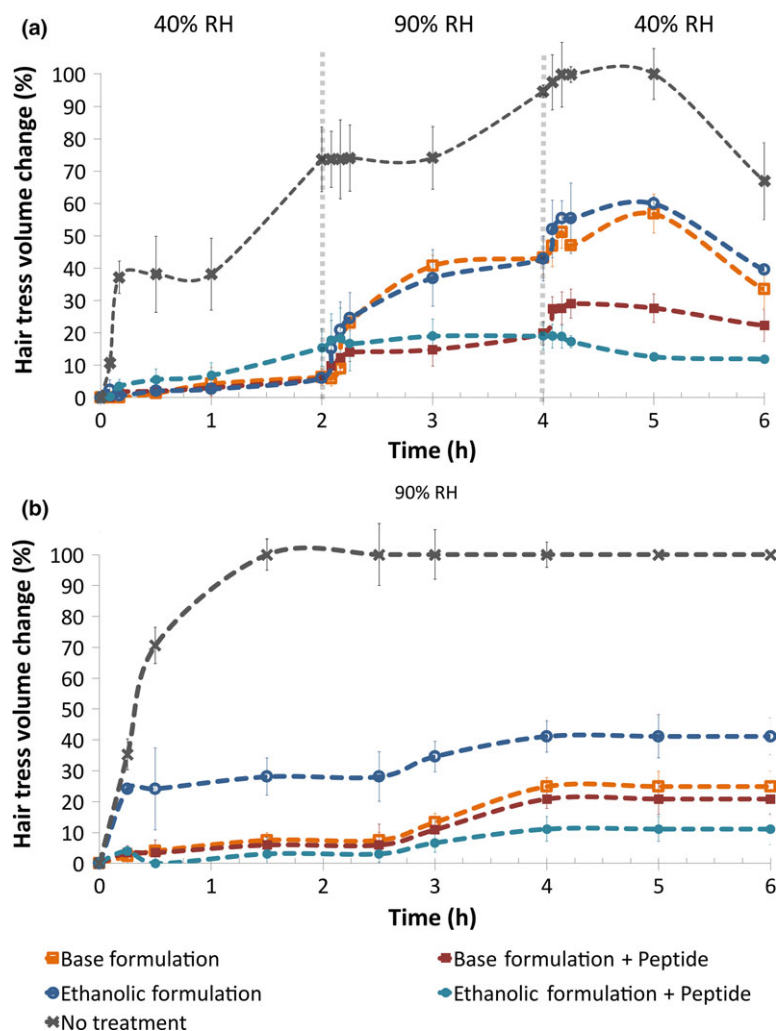 (a)
40% RH 90% RH 40% RH
Hair tress volume change (%)
100
90
80
70
60
50
40
30
20
10
0
0 1 2 3 4 5 6
Time (h)
(b)
90% RH
Hair tress volume change (%)
100
90
80
70
60
50
40
30
20
10
0
0 1 2 3 4 5 6
Time (h)
Base formulation Base formulation + Peptide
Ethanolic formulation Ethanolic formulation + Peptide
No treatment